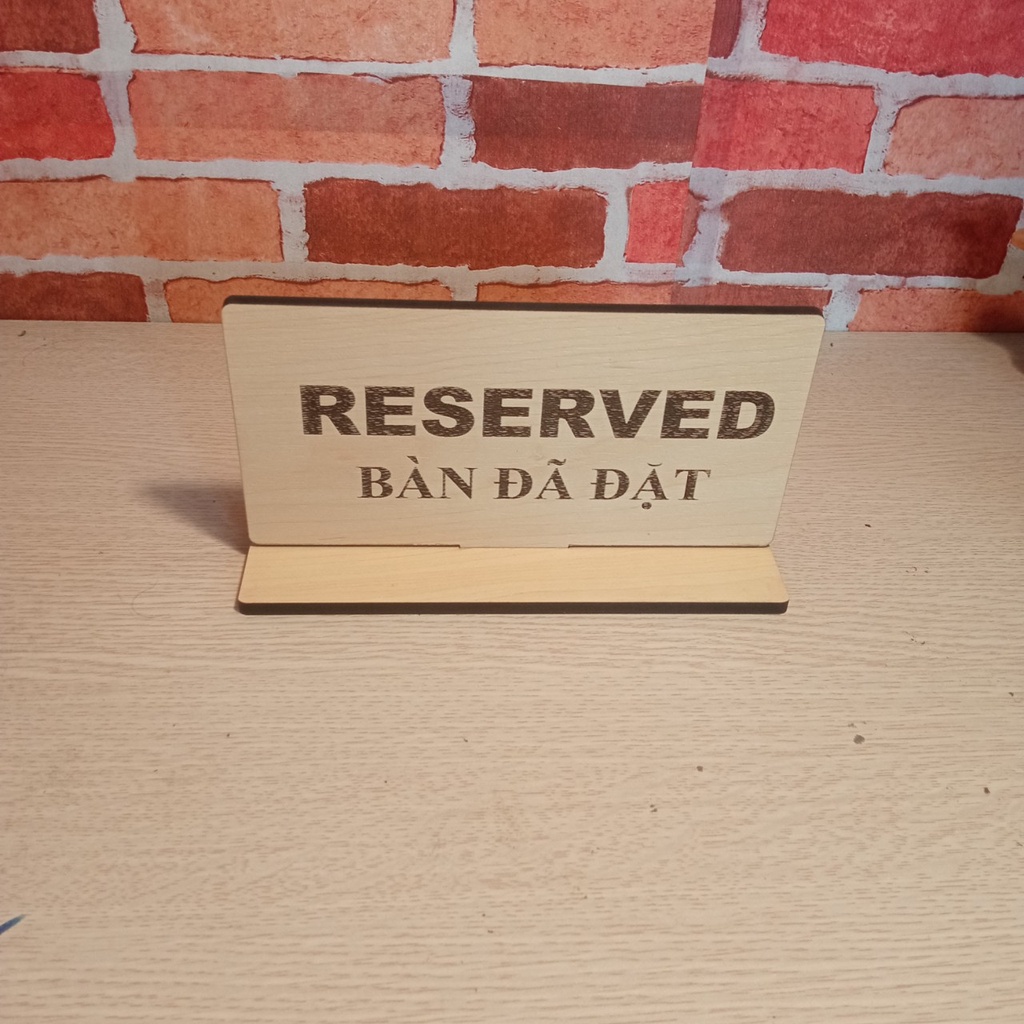 RESERVED
BÀN ĐÃ ĐẶT